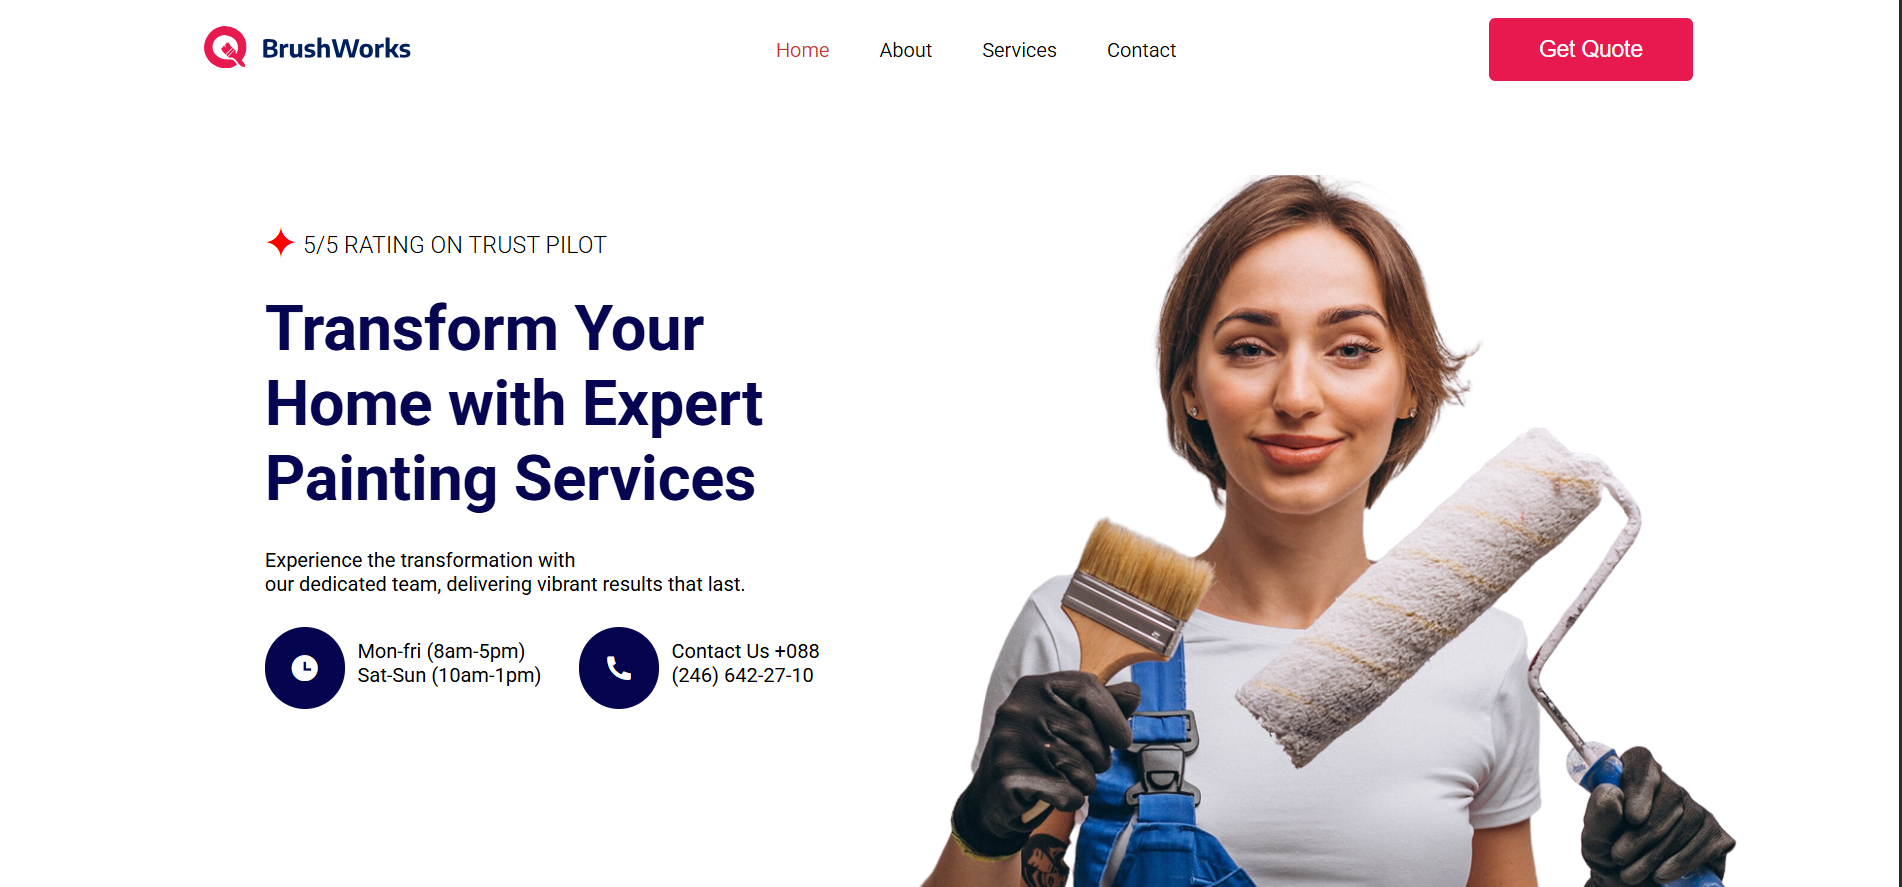 BrushWorks
Home
About
Services
Contact
Get Quote
5/5 RATING ON TRUST PILOT
Transform Your
Home with Expert
Painting Services
Experience the transformation with
our dedicated team, delivering vibrant results that last.
Mon-fri (8am-5pm)
Sat-Sun (10am-1pm)
Contact Us +088
(246) 642-27-10